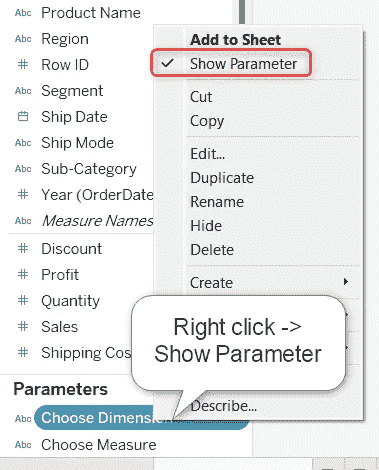 Abc Product Name
Abc Region
# Row ID
Abc Segment
Ship Date
Abc Ship Mode
Abc Sub-Category
# Year (OrderDate
Abc Measure Names
# Discount
# Profit
# Quantity
# Sales
# Shipping Cos
Parameters
Abc Choose Dimension
Abc Choose Measure
Add to Sheet
Show Parameter
Cut
Copy
Edit...
Duplicate
Rename
Hide
Delete
Create
Describe...
Right click ->
Show Parameter